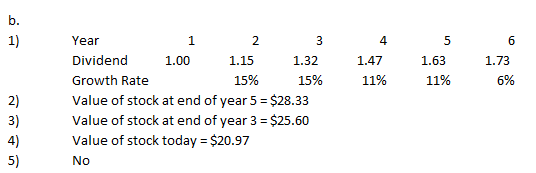 b.
1) Year 1 2 3 4 5 6
Dividend 1.00 1.15 1.32 1.47 1.63 1.73
Growth Rate 15% 15% 11% 11% 6%
2) Value of stock at end of year 5 = $28.33
3) Value of stock at end of year 3 = $25.60
4) Value of stock today = $20.97
5) No